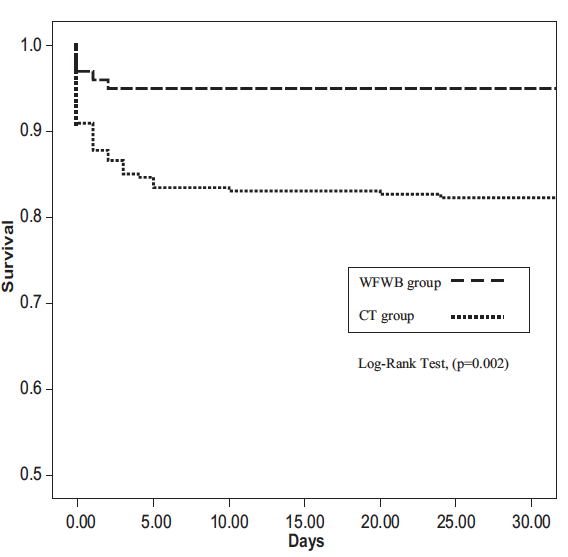 1.0
0.9
0.8
0.7
0.6
0.5
Survival
WFWB group
CT group
Log-Rank Test, (p=0.002)
0.00 5.00 10.00 15.00 20.00 25.00 30.00
Days